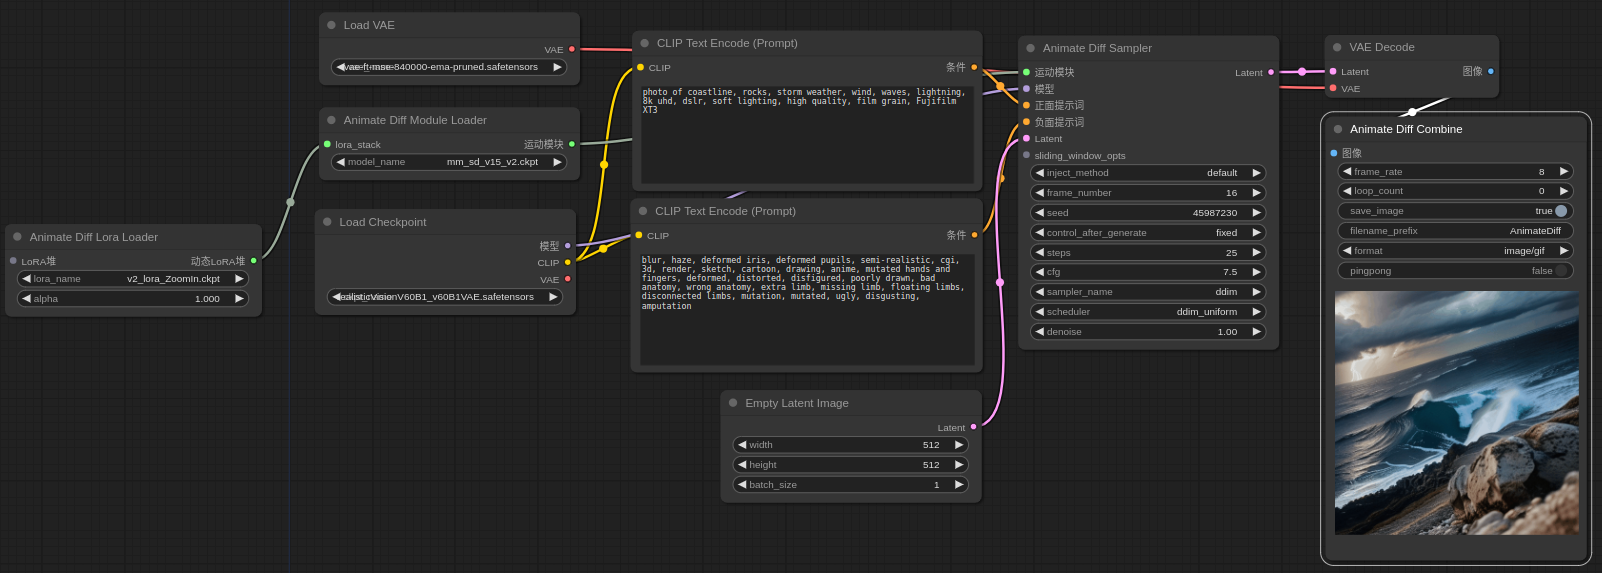 Animate Diff Lora Loader
LoRA堆
动态LoRA堆
lora_name
v2_lora_ZoomIn.ckpt
alpha
1.000
Load VAE
VAE
vae-ft-mse-840000-ema-pruned.safetensors
Animate Diff Module Loader
lora_stack
运动模块
model_name
mm_sd_v15_v2.ckpt
Load Checkpoint
模型
CLIP
VAE
realisticVisionV60B1_v60B1VAE.safetensors
CLIP Text Encode (Prompt)
CLIP
条件
photo of coastline, rocks, storm weather, wind, waves, lightning,
8k uhd, dslr, soft lighting, high quality, film grain, Fujifilm
XT3
CLIP Text Encode (Prompt)
CLIP
条件
blur, haze, deformed iris, deformed pupils, semi-realistic, cgi,
3d, render, sketch, cartoon, drawing, anime, mutated hands and
fingers, deformed, distorted, disfigured, poorly drawn, bad
anatomy, wrong anatomy, extra limb, missing limb, floating limbs,
disconnected limbs, mutation, mutated, ugly, disgusting,
amputation
Empty Latent Image
Latent
width
512
height
512
batch_size
1
Animate Diff Sampler
运动模块
Latent
模型
正面提示词
负面提示词
Latent
sliding_window_opts
inject_method
default
frame_number
16
seed
45987230
control_after_generate
fixed
steps
25
cfg
7.5
sampler_name
ddim
scheduler
ddim_uniform
denoise
1.00
VAE Decode
Latent
图像
VAE
Animate Diff Combine
图像
frame_rate
8
loop_count
0
save_image
true
filename_prefix
AnimateDiff
format
image/gif
pingpong
false